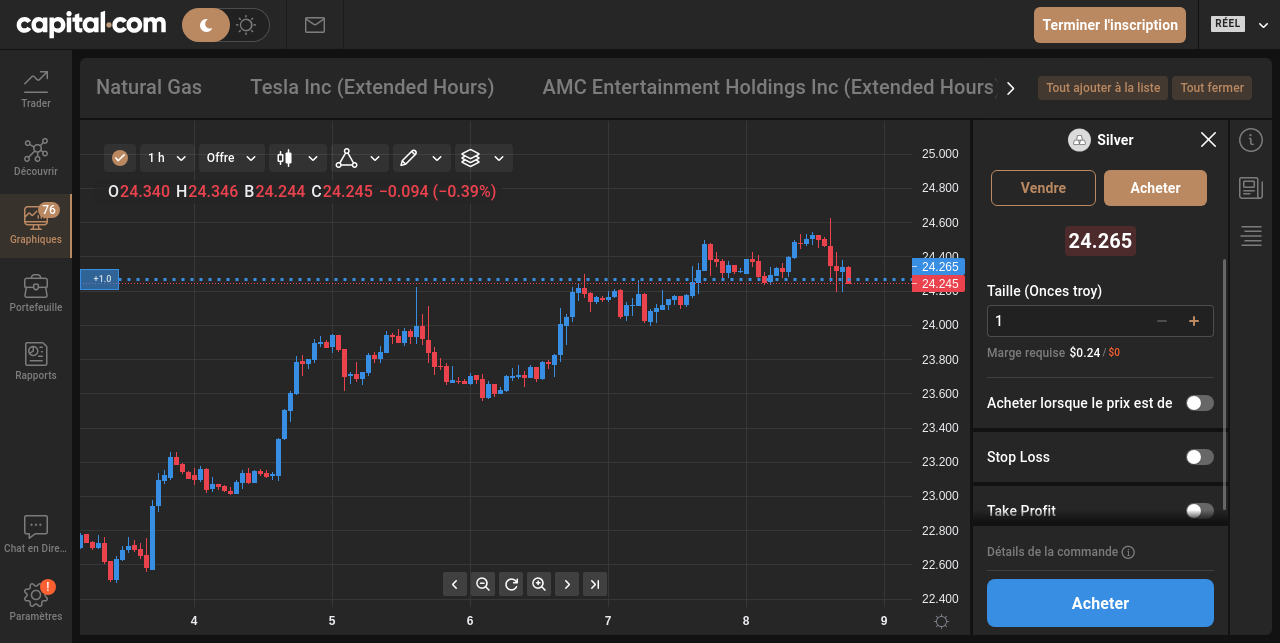 capital.com
Terminer l'inscription
RÉEL
Trader
Découvrir
76
Graphiques
Portefeuille
Rapports
Chat en Dire...
!
Paramètres
Natural Gas
Tesla Inc (Extended Hours)
AMC Entertainment Holdings Inc (Extended Hours)
Tout ajouter à la liste
Tout fermer
1 h
Offre
O24.340 H24.346 B24.244 C24.245 −0.094 (−0.39%)
+1.0
25.000
24.800
24.600
24.400
24.265
24.245
24.200
24.000
23.800
23.600
23.400
23.200
23.000
22.800
22.600
22.400
4 5 6 7 8 9
Silver
Vendre
Acheter
24.265
Taille (Onces troy)
1
Marge requise $0.24 / $0
Acheter lorsque le prix est de
Stop Loss
Take Profit
Détails de la commande
Acheter